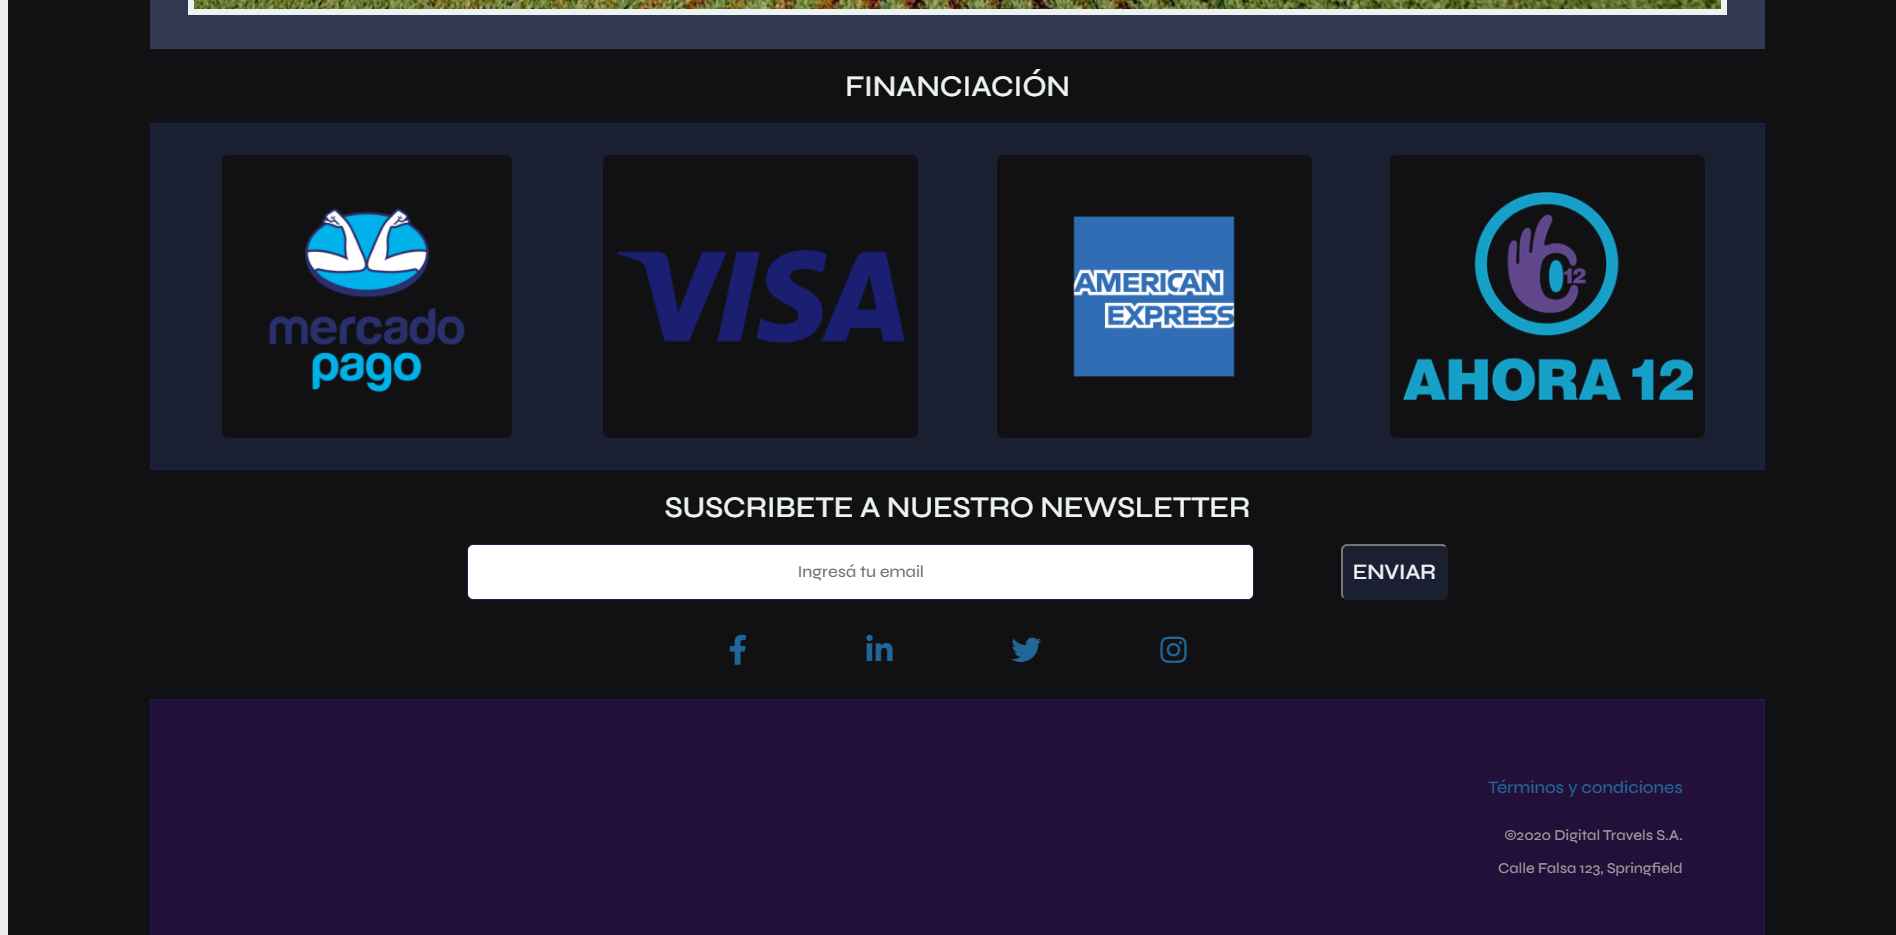 FINANCIACIÓN
mercado
pago
VISA
AMERICAN
EXPRESS
12
AHORA 12
SUSCRIBETE A NUESTRO NEWSLETTER
Ingresá tu email
ENVIAR
Términos y condiciones
©2020 Digital Travels S.A.
Calle Falsa 123, Springfield